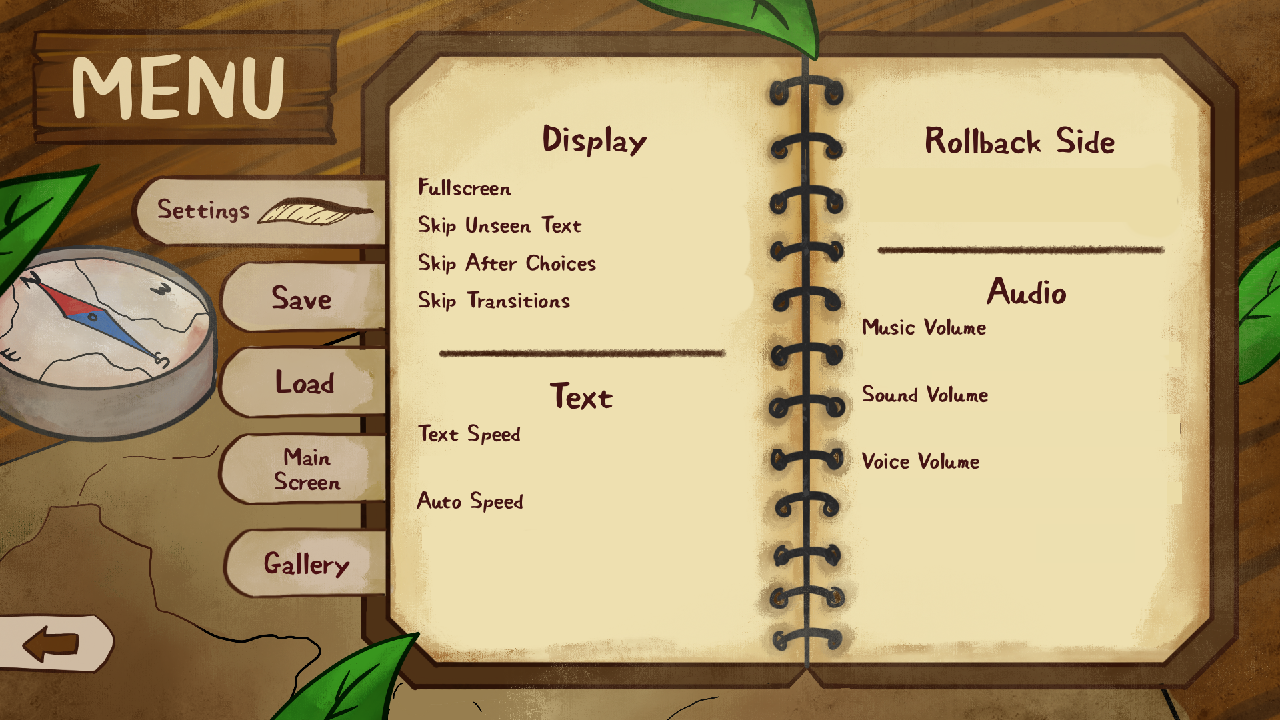 MENU
Settings
Save
Load
Main
Screen
Gallery
Display
Fullscreen
Skip Unseen Text
Skip After Choices
Skip Transitions
Text
Text Speed
Auto Speed
Rollback Side
Audio
Music Volume
Sound Volume
Voice Volume
N
W
E
S